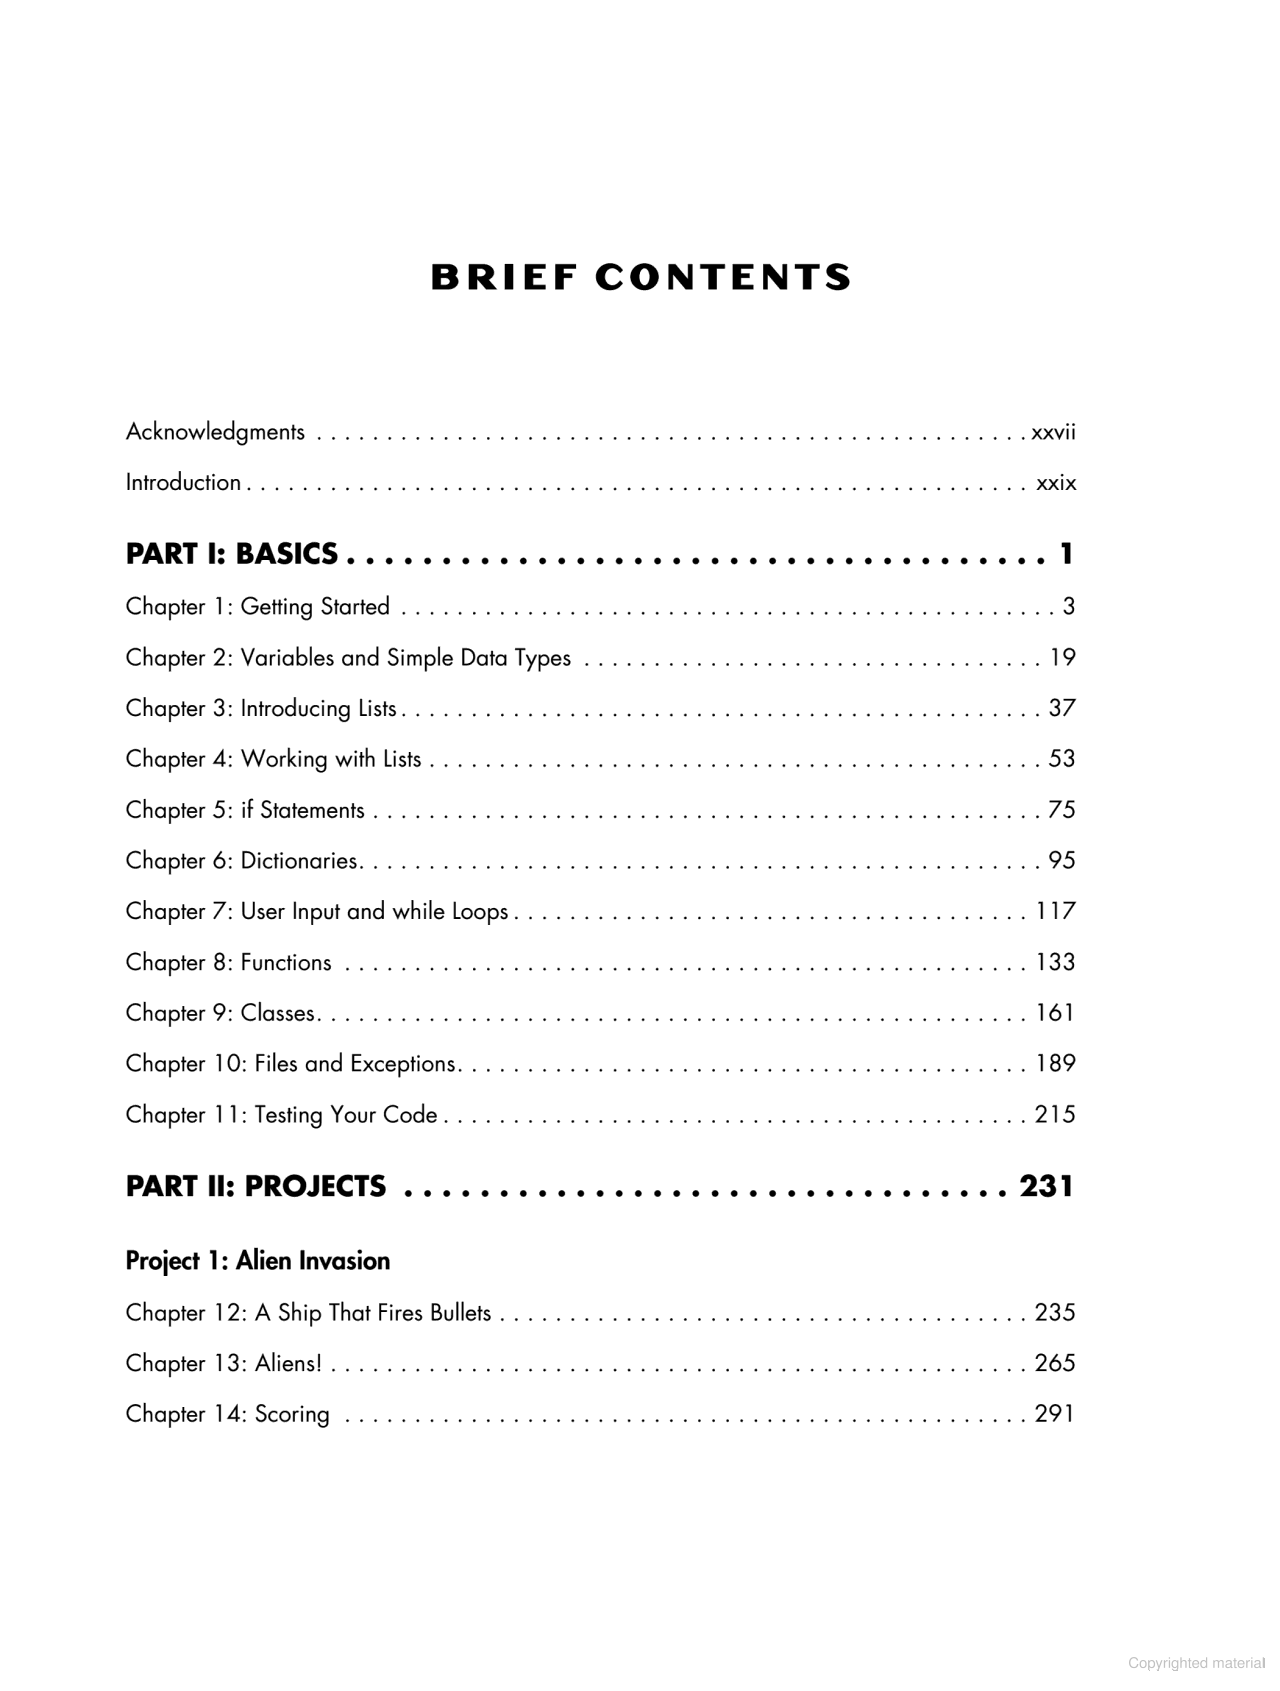 BRIEF CONTENTS
Acknowledgments . . . . . . . . . . . . . . . . . . . . . . . . . . . . . . . . . . . . . . . . . . . . . . . . . . . xxvii
Introduction . . . . . . . . . . . . . . . . . . . . . . . . . . . . . . . . . . . . . . . . . . . . . . . . . . . . . . . . xxix
PART I: BASICS . . . . . . . . . . . . . . . . . . . . . . . . . . . . . . . . . . . . . 1
Chapter 1: Getting Started . . . . . . . . . . . . . . . . . . . . . . . . . . . . . . . . . . . . . . . . . . . . . . . 3
Chapter 2: Variables and Simple Data Types . . . . . . . . . . . . . . . . . . . . . . . . . . . . . . . . . 19
Chapter 3: Introducing Lists . . . . . . . . . . . . . . . . . . . . . . . . . . . . . . . . . . . . . . . . . . . . . . 37
Chapter 4: Working with Lists . . . . . . . . . . . . . . . . . . . . . . . . . . . . . . . . . . . . . . . . . . . . 53
Chapter 5: if Statements . . . . . . . . . . . . . . . . . . . . . . . . . . . . . . . . . . . . . . . . . . . . . . . . 75
Chapter 6: Dictionaries . . . . . . . . . . . . . . . . . . . . . . . . . . . . . . . . . . . . . . . . . . . . . . . . . 95
Chapter 7: User Input and while Loops . . . . . . . . . . . . . . . . . . . . . . . . . . . . . . . . . . . . . 117
Chapter 8: Functions . . . . . . . . . . . . . . . . . . . . . . . . . . . . . . . . . . . . . . . . . . . . . . . . . 133
Chapter 9: Classes . . . . . . . . . . . . . . . . . . . . . . . . . . . . . . . . . . . . . . . . . . . . . . . . . . . 161
Chapter 10: Files and Exceptions . . . . . . . . . . . . . . . . . . . . . . . . . . . . . . . . . . . . . . . . . 189
Chapter 11: Testing Your Code . . . . . . . . . . . . . . . . . . . . . . . . . . . . . . . . . . . . . . . . . . 215
PART II: PROJECTS . . . . . . . . . . . . . . . . . . . . . . . . . . . . . . . . 231
Project 1: Alien Invasion
Chapter 12: A Ship That Fires Bullets . . . . . . . . . . . . . . . . . . . . . . . . . . . . . . . . . . . . . . 235
Chapter 13: Aliens! . . . . . . . . . . . . . . . . . . . . . . . . . . . . . . . . . . . . . . . . . . . . . . . . . . 265
Chapter 14: Scoring . . . . . . . . . . . . . . . . . . . . . . . . . . . . . . . . . . . . . . . . . . . . . . . . . 291
Copyrighted material